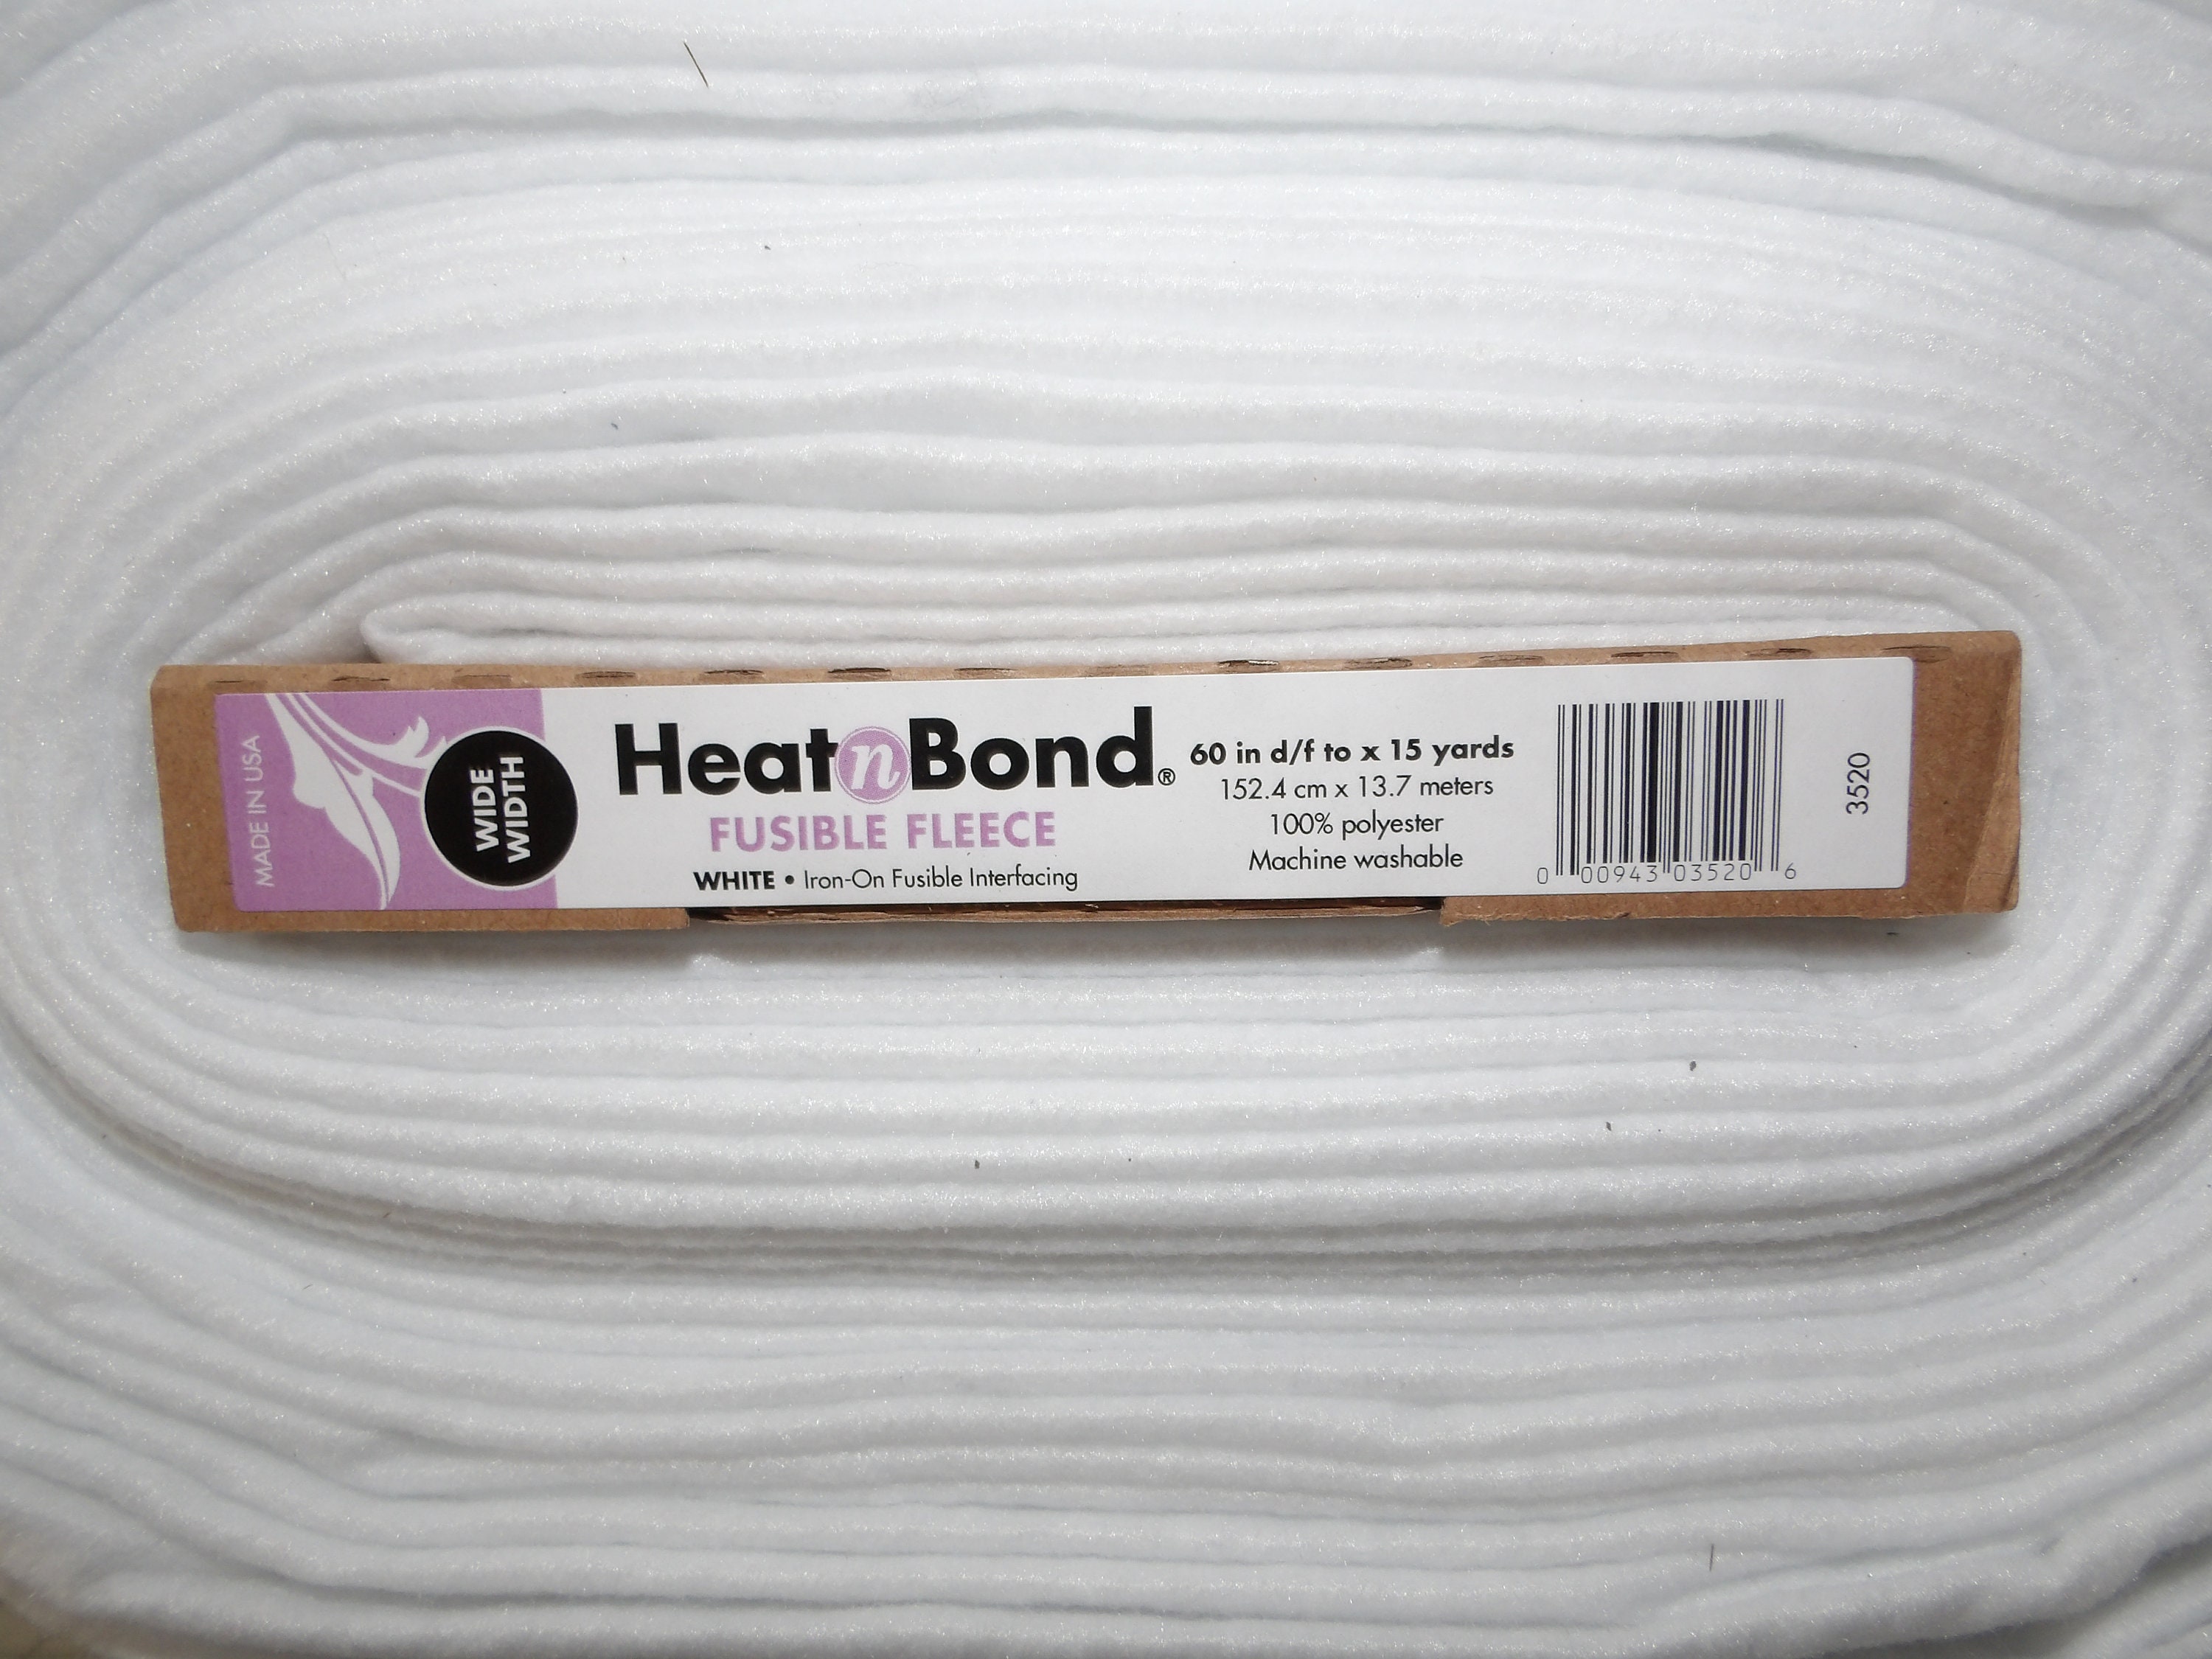 MADE IN USA
WIDE
WIDTH
HeatnBond®
FUSIBLE FLEECE
WHITE • Iron-On Fusible Interfacing
60 in d/f to x 15 yards
152.4 cm x 13.7 meters
100% polyester
Machine washable
0 00943 03520 6
3520